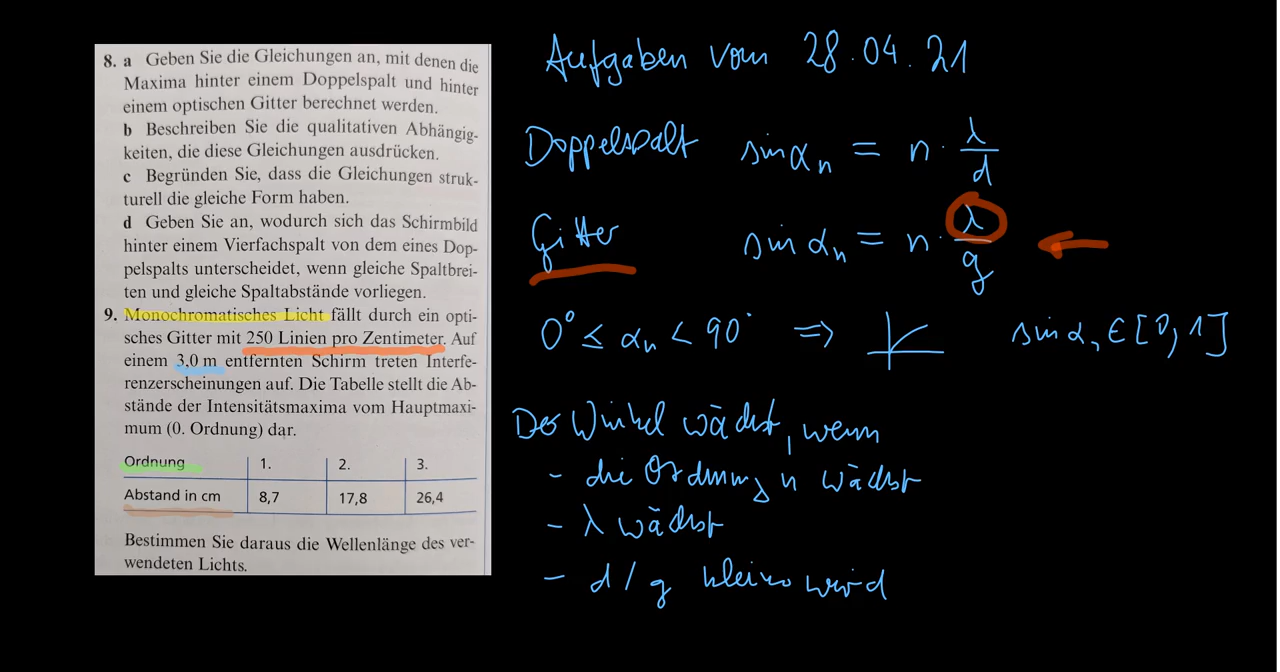 8. a Geben Sie die Gleichungen an, mit denen die
Maxima hinter einem Doppelspalt und hinter
einem optischen Gitter berechnet werden.
b Beschreiben Sie die qualitativen Abhängig-
keiten, die diese Gleichungen ausdrücken.
c Begründen Sie, dass die Gleichungen struk-
turell die gleiche Form haben.
d Geben Sie an, wodurch sich das Schirmbild
hinter einem Vierfachspalt von dem eines Dop-
pelspalts unterscheidet, wenn gleiche Spaltbrei-
ten und gleiche Spaltabstände vorliegen.
9. Monochromatisches Licht fällt durch ein opti-
sches Gitter mit 250 Linien pro Zentimeter. Auf
einem 3,0 m entfernten Schirm treten Interfe-
renzerscheinungen auf. Die Tabelle stellt die Ab-
stände der Intensitätsmaxima vom Hauptmaxi-
mum (0. Ordnung) dar.
Ordnung 1. 2. 3.
Abstand in cm 8,7 17,8 26,4
Bestimmen Sie daraus die Wellenlänge des ver-
wendeten Lichts.
Aufgaben vom 28.04.21
Doppelspalt sin αₙ = n · λ/d
Gitter sin αₙ = n · λ/g
0° ≤ αₙ < 90° ⇒ sin αₙ ∈ [0, 1]
Der Winkel wächst, wenn
- die Ordnung n wächst
- λ wächst
- d / g kleiner wird